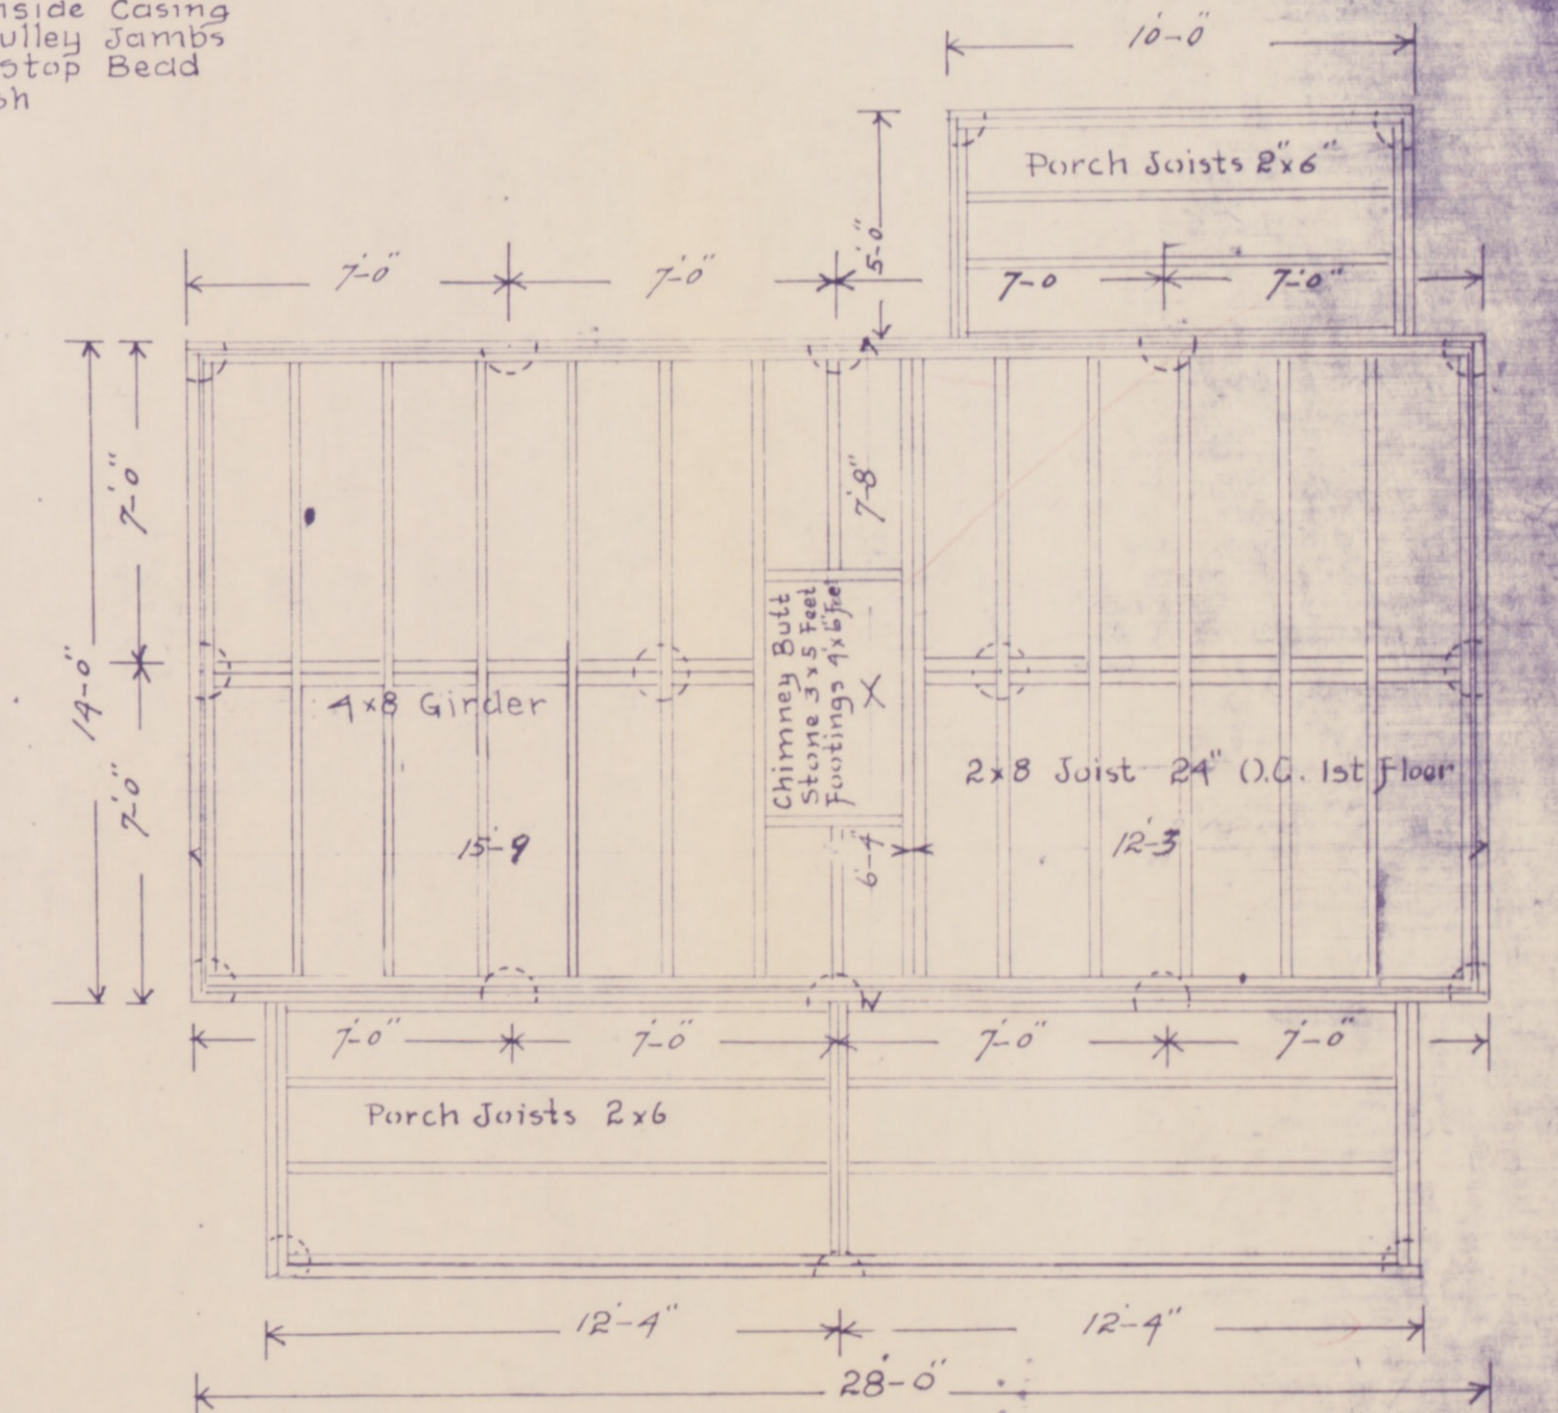 Casing
Jambs
Stop Bead
10'-0"
Porch Joists 2"x6"
5'-0"
7'-0"
7'-0"
7-0
7'-0"
14'-0"
7'-0"
7'-0"
7'-8"
Chimney Butt
Stone 3x5 Feet
Footings 4x6 Feet
X
4x8 Girder
2x8 Joist 24" O.C. 1st floor
15'-9
6'-4"
12'-3
7'-0"
7'-0"
7'-0"
7'-0"
Porch Joists 2x6
12'-4"
12'-4"
28'-0"